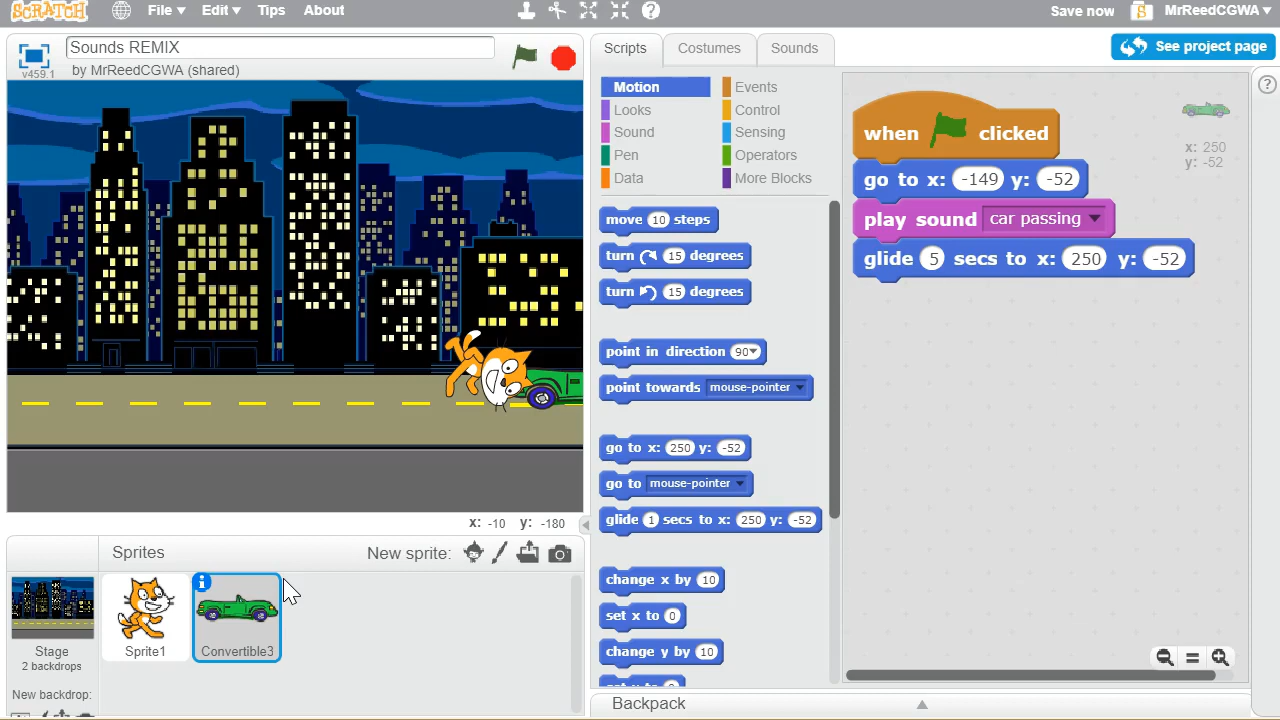 SCRATCH File▼ Edit▼ Tips About Save now MrReedCGWA▼
Sounds REMIX
by MrReedCGWA (shared)
v459.1
Scripts Costumes Sounds
See project page
Motion Events
Looks Control
Sound Sensing
Pen Operators
Data More Blocks
move 10 steps
turn 15 degrees
turn 15 degrees
point in direction 90▼
point towards mouse-pointer
go to x: 250 y: -52
go to mouse-pointer
glide 1 secs to x: 250 y: -52
change x by 10
set x to 0
change y by 10
when clicked
go to x: -149 y: -52
play sound car passing
glide 5 secs to x: 250 y: -52
x: 250
y: -52
x: -10 y: -180
Sprites New sprite:
Stage
2 backdrops
New backdrop:
Sprite1
Convertible3
Backpack